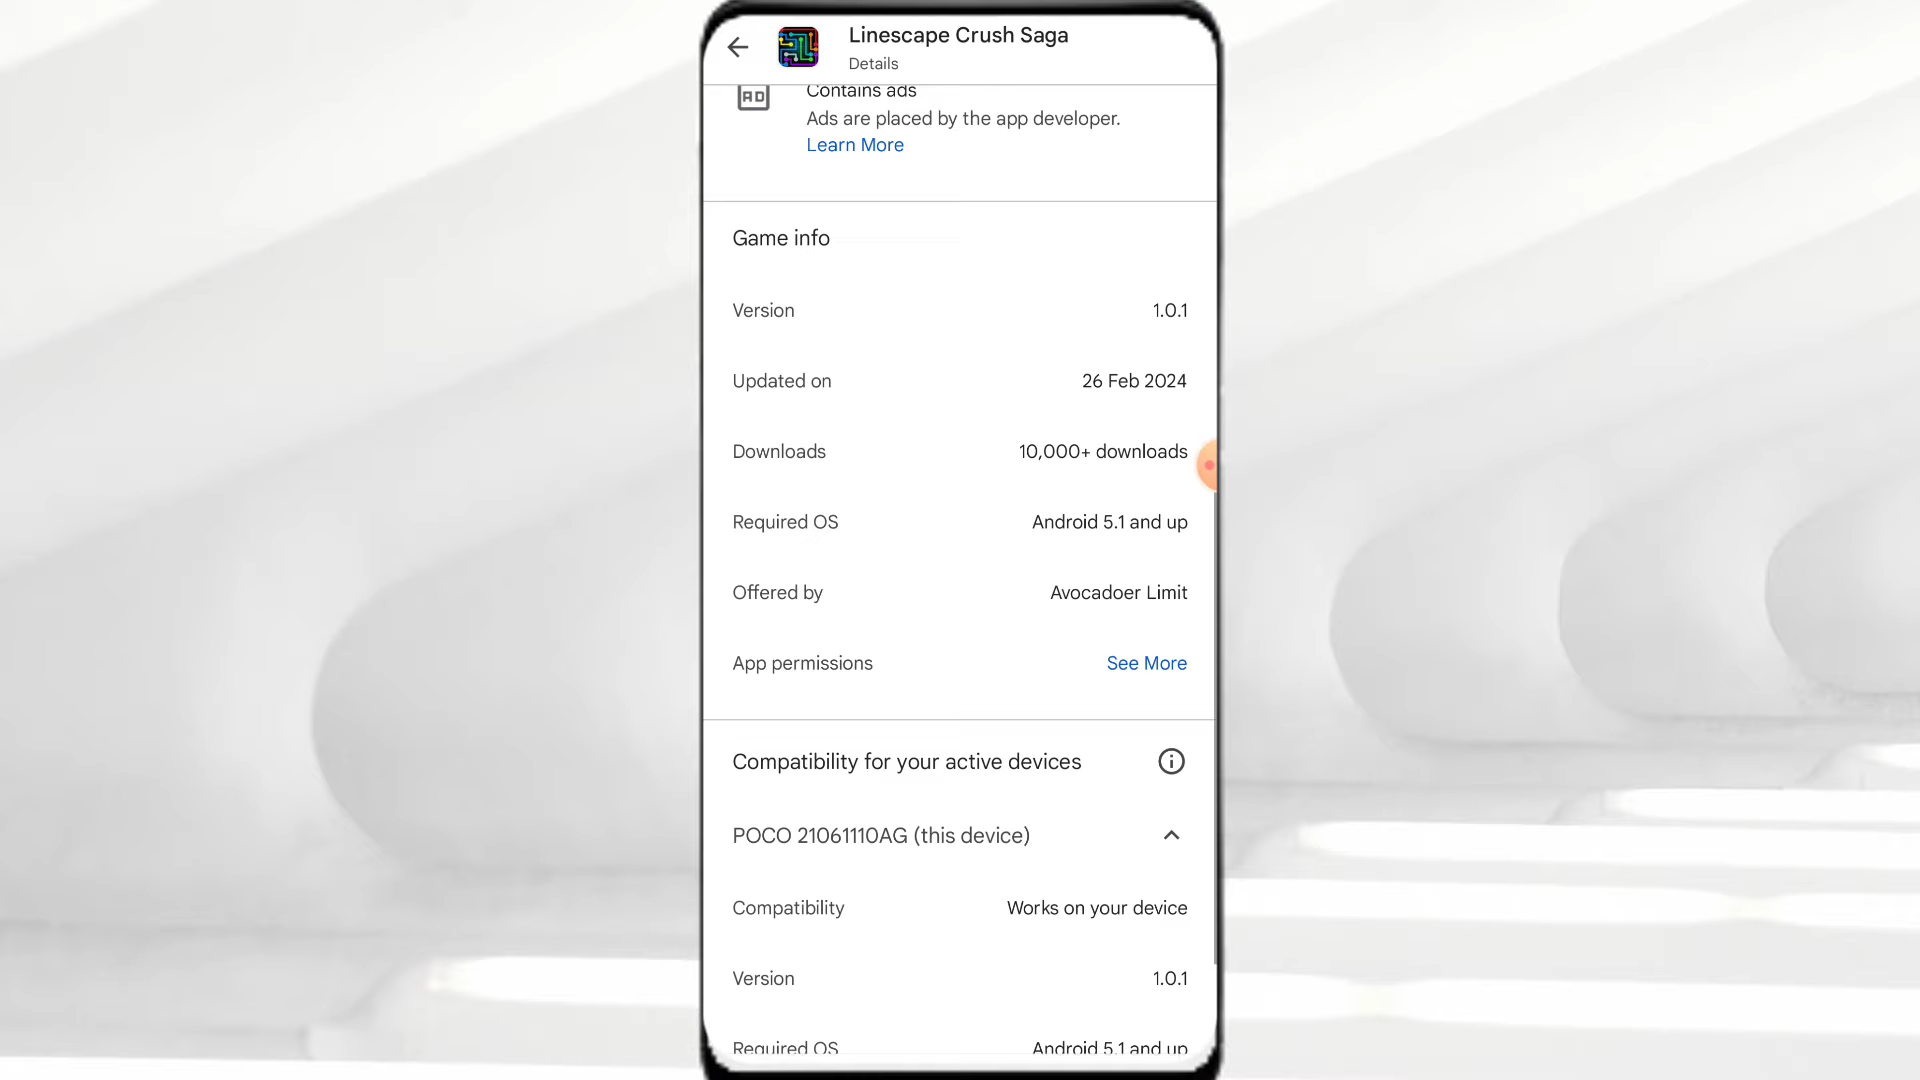 Linescape Crush Saga
Details
AD
Contains ads
Ads are placed by the app developer.
Learn More
Game info
Version 1.0.1
Updated on 26 Feb 2024
Downloads 10,000+ downloads
Required OS Android 5.1 and up
Offered by Avocadoer Limit
App permissions See More
Compatibility for your active devices
POCO 21061110AG (this device)
Compatibility Works on your device
Version 1.0.1
Required OS Android 5.1 and up